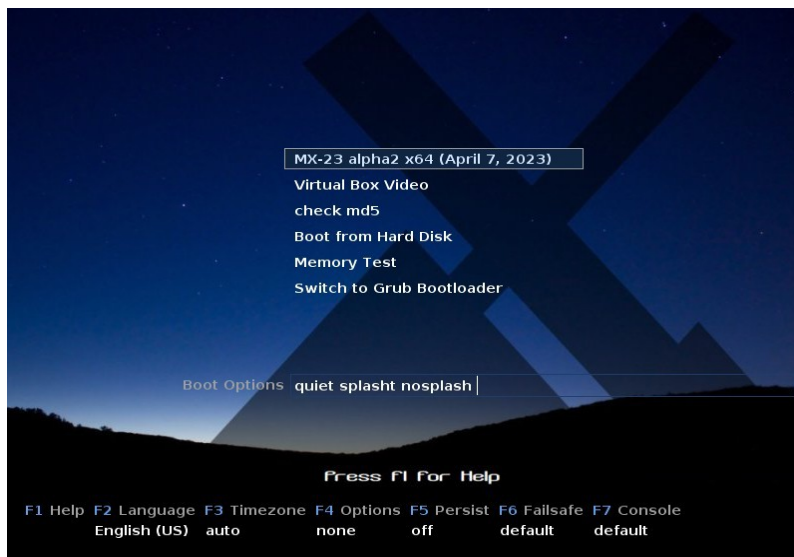 MX-23 alpha2 x64 (April 7, 2023)
Virtual Box Video
check md5
Boot from Hard Disk
Memory Test
Switch to Grub Bootloader
Boot Options quiet splasht nosplash
Press F1 for Help
F1 Help F2 Language F3 Timezone F4 Options F5 Persist F6 Failsafe F7 Console
English (US) auto none off default default